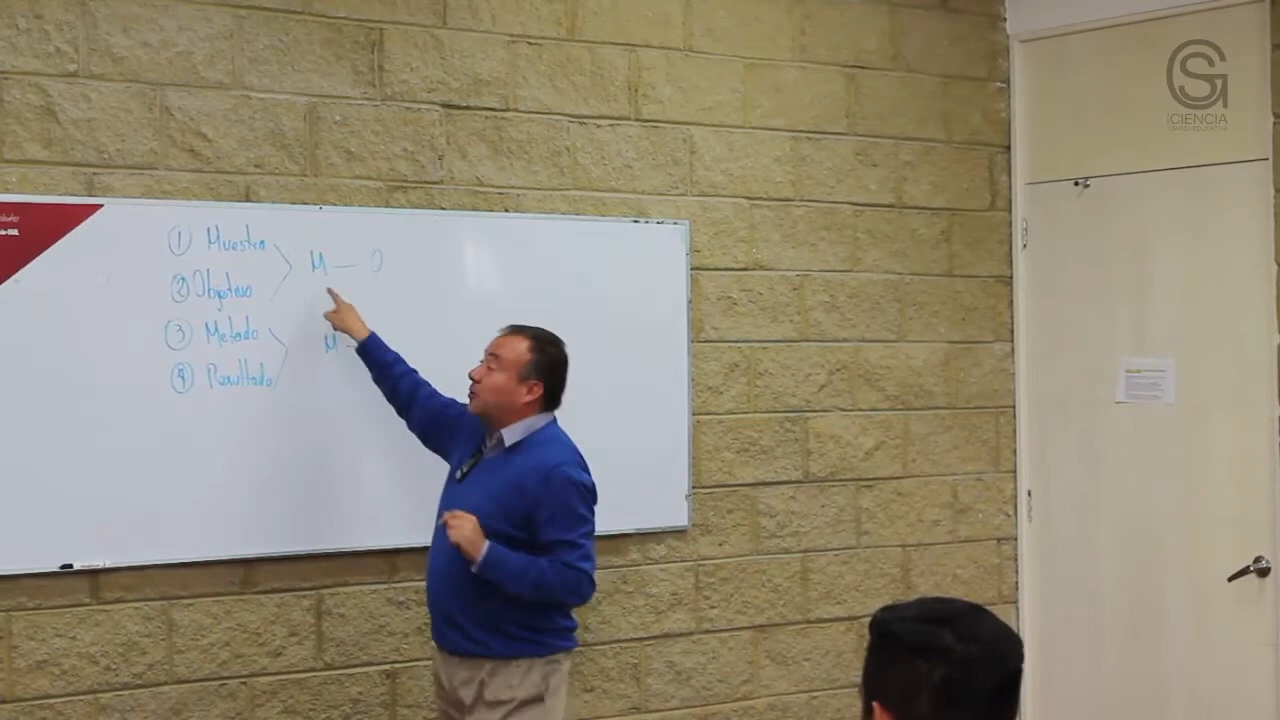 ① Muestra
② Objetivo
M — O
③ Metodo
④ Resultado
M -
CIENCIA